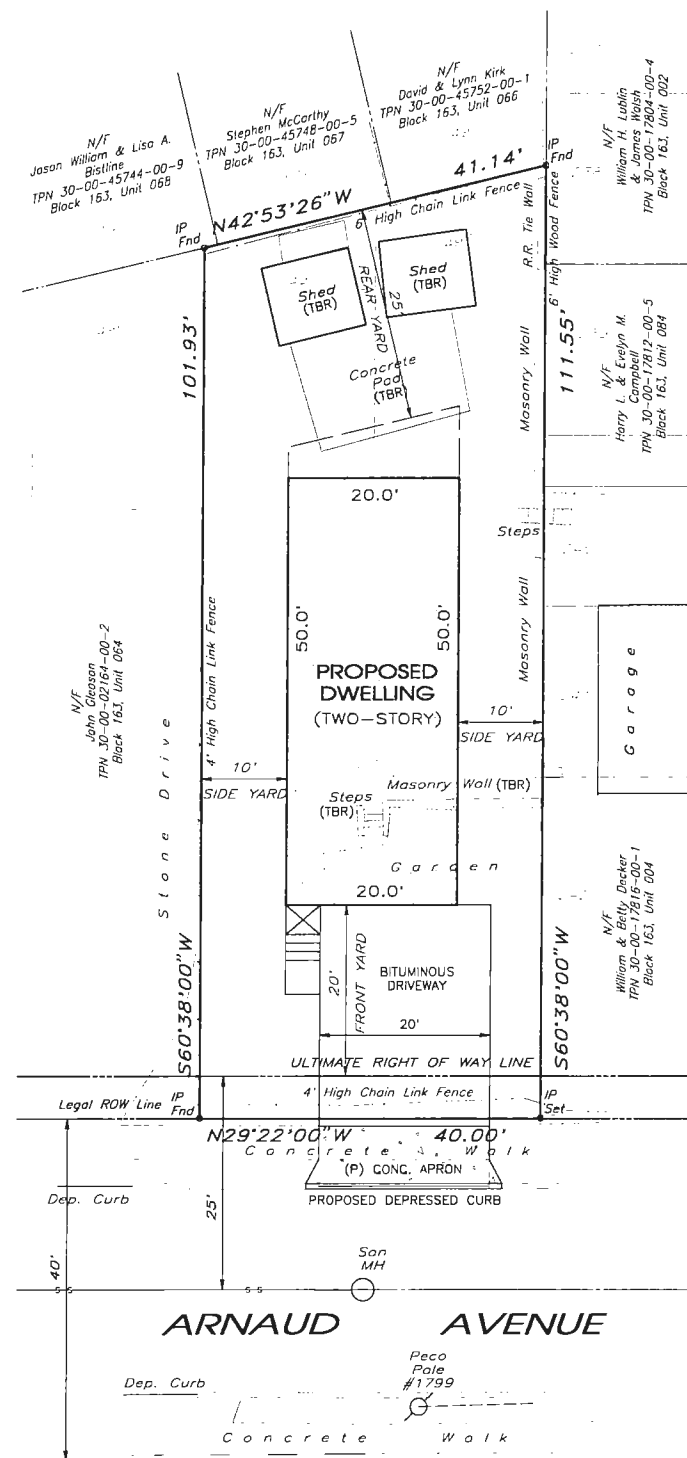 N/F
Jason William & Lisa A.
Bistline
TPN 30-00-45744-00-9
Block 163, Unit 068
N/F
Stephen McCarthy
TPN 30-00-45748-00-5
Block 163, Unit 067
N/F
David & Lynn Kirk
TPN 30-00-45752-00-1
Block 163, Unit 066
N/F
William H. Lublin
& James Walsh
TPN 30-00-17804-00-4
Block 163, Unit 002
IP
Fnd
N42°53'26"W
41.14'
IP
Fnd
6' High Chain Link Fence
R.R. Tie Wall
6' High Wood Fence
Shed
(TBR)
Shed
(TBR)
REAR YARD
25'
Concrete
Pad
(TBR)
101.93'
111.55'
Masonry Wall
N/F
Harry L. & Evelyn M.
Campbell
TPN 30-00-17812-00-5
Block 163, Unit 084
20.0'
Steps
50.0'
50.0'
4' High Chain Link Fence
Masonry Wall
N/F
John Gleason
TPN 30-00-02164-00-2
Block 163, Unit 064
PROPOSED
DWELLING
(TWO-STORY)
Garage
10'
SIDE YARD
10'
SIDE YARD
Stone Drive
Masonry Wall (TBR)
Steps
(TBR)
Garden
20.0'
N/F
William & Betty Decker
TPN 30-00-17816-00-1
Block 163, Unit 004
20'
FRONT YARD
BITUMINOUS
DRIVEWAY
20'
S60°38'00"W
S60°38'00"W
ULTIMATE RIGHT OF WAY LINE
4' High Chain Link Fence
Legal ROW Line
IP
Fnd
IP
Set
N29°22'00"W
40.00'
Concrete Walk
(P) CONC. APRON
PROPOSED DEPRESSED CURB
Dep. Curb
25'
40'
San
MH
S S
S S
ARNAUD AVENUE
Peco
Pole
#1799
Dep. Curb
Concrete Walk